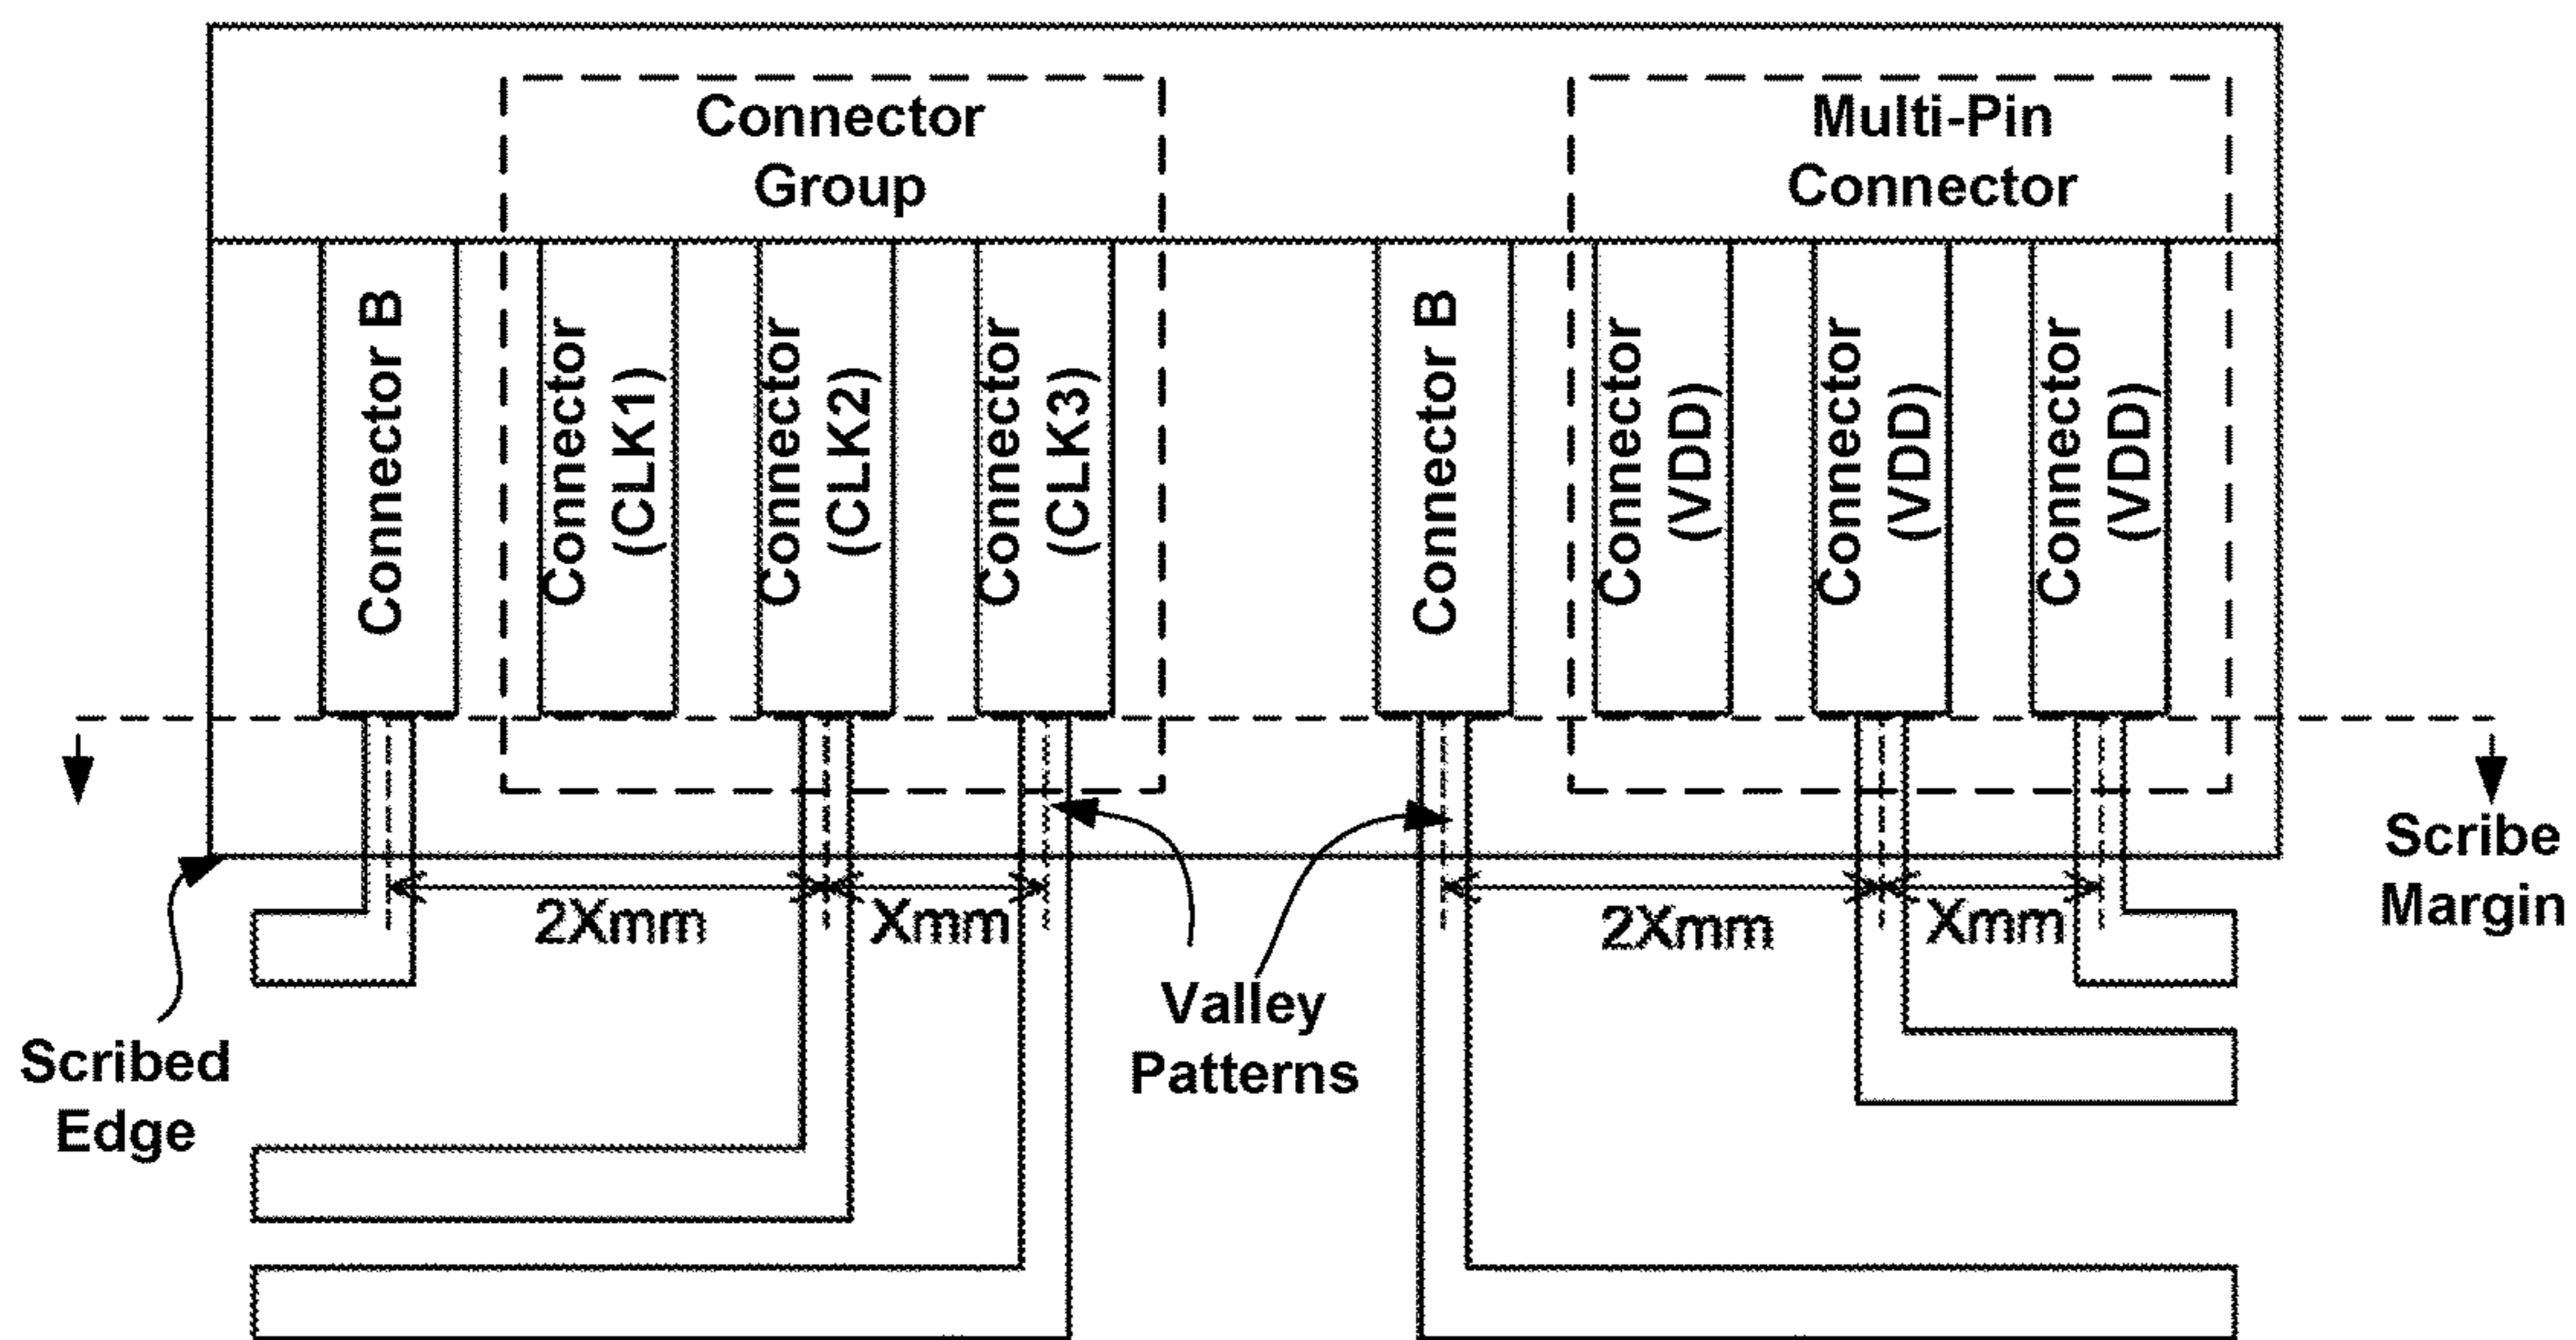 Connector
Group
Multi-Pin
Connector
Connector B
Connector
(CLK1)
Connector
(CLK2)
Connector
(CLK3)
Connector B
Connector
(VDD)
Connector
(VDD)
Connector
(VDD)
Scribe
Margin
2Xmm
Xmm
2Xmm
Xmm
Valley
Patterns
Scribed
Edge